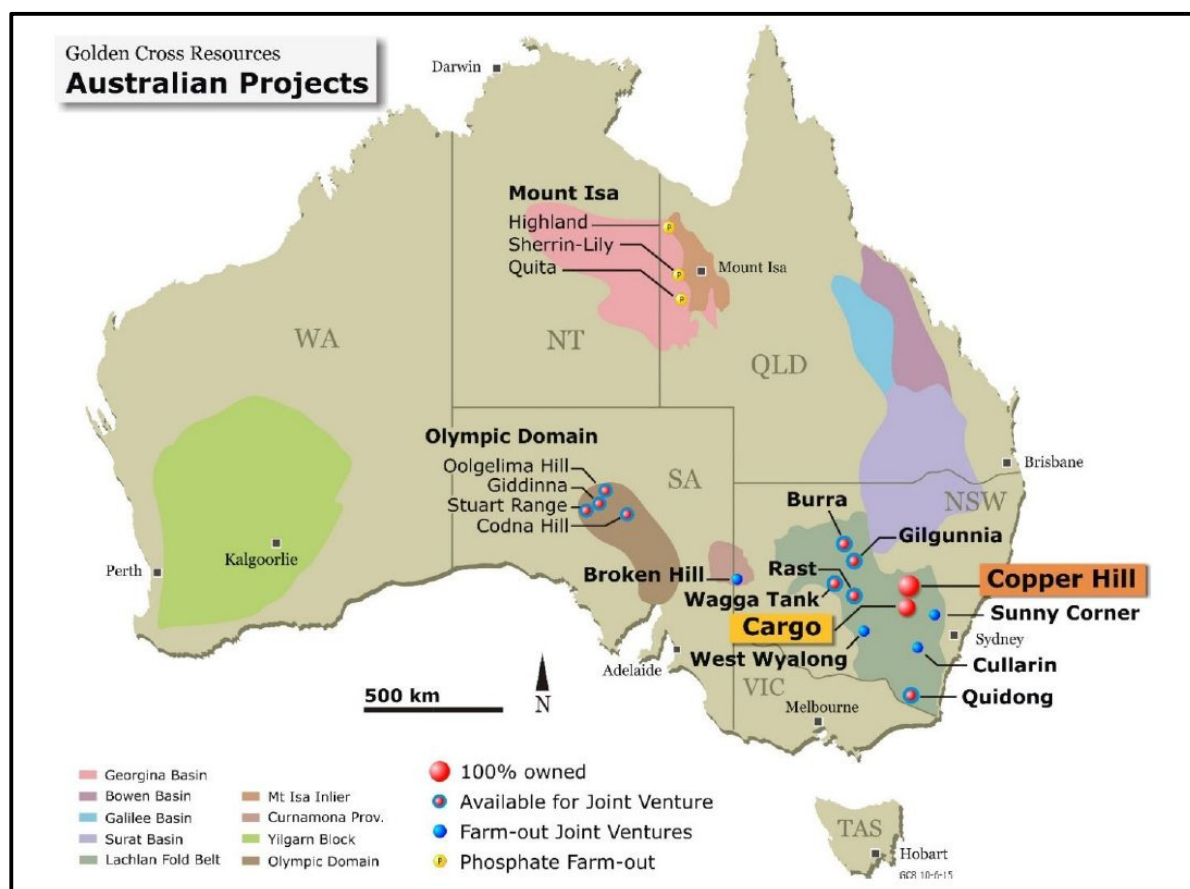 Golden Cross Resources
Australian Projects
Darwin
Mount Isa
Highland
Sherrin-Lily
Quita
Mount Isa
WA
NT
QLD
Olympic Domain
Oolgelima Hill
Giddinna
Stuart Range
Codna Hill
SA
Brisbane
NSW
Burra
Gilgunnia
Kalgoorlie
Perth
Broken Hill
Rast
Wagga Tank
Copper Hill
Cargo
Sunny Corner
Sydney
West Wyalong
Cullarin
Adelaide
VIC
Quidong
Melbourne
500 km
N
Georgina Basin
Bowen Basin
Galilee Basin
Surat Basin
Lachlan Fold Belt
Mt Isa Inlier
Curnamona Prov.
Yilgarn Block
Olympic Domain
100% owned
Available for Joint Venture
Farm-out Joint Ventures
P Phosphate Farm-out
TAS
Hobart